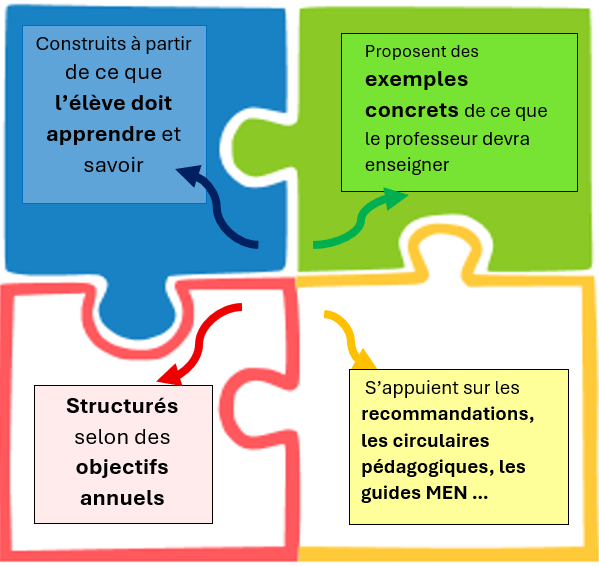 Construits à partir
de ce que
l’élève doit
apprendre et
savoir
Proposent des
exemples
concrets de ce que
le professeur devra
enseigner
Structurés
selon des
objectifs
annuels
S’appuient sur les
recommandations,
les circulaires
pédagogiques, les
guides MEN ...